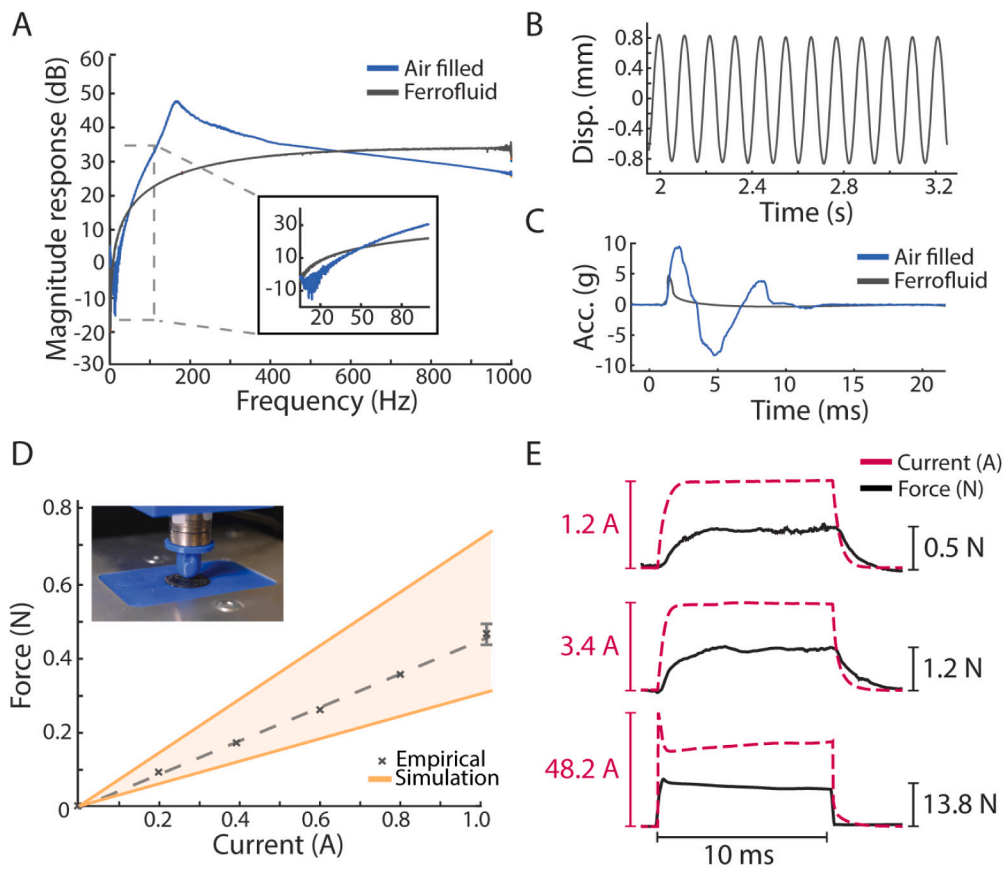 A
Magnitude response (dB)
60
50
40
30
20
10
0
-10
-20
-30
0
200
400
600
800
1000
Frequency (Hz)
Air filled
Ferrofluid
30
10
-10
20
50
80
B
Disp. (mm)
0.8
0.4
0
-0.4
-0.8
2
2.4
2.8
3.2
Time (s)
C
Acc. (g)
10
5
0
-5
-10
0
5
10
15
20
Time (ms)
Air filled
Ferrofluid
D
Force (N)
0.8
0.6
0.4
0.2
0
0.2
0.4
0.6
0.8
1.0
Current (A)
Empirical
Simulation
E
Current (A)
Force (N)
1.2 A
0.5 N
3.4 A
1.2 N
48.2 A
13.8 N
10 ms